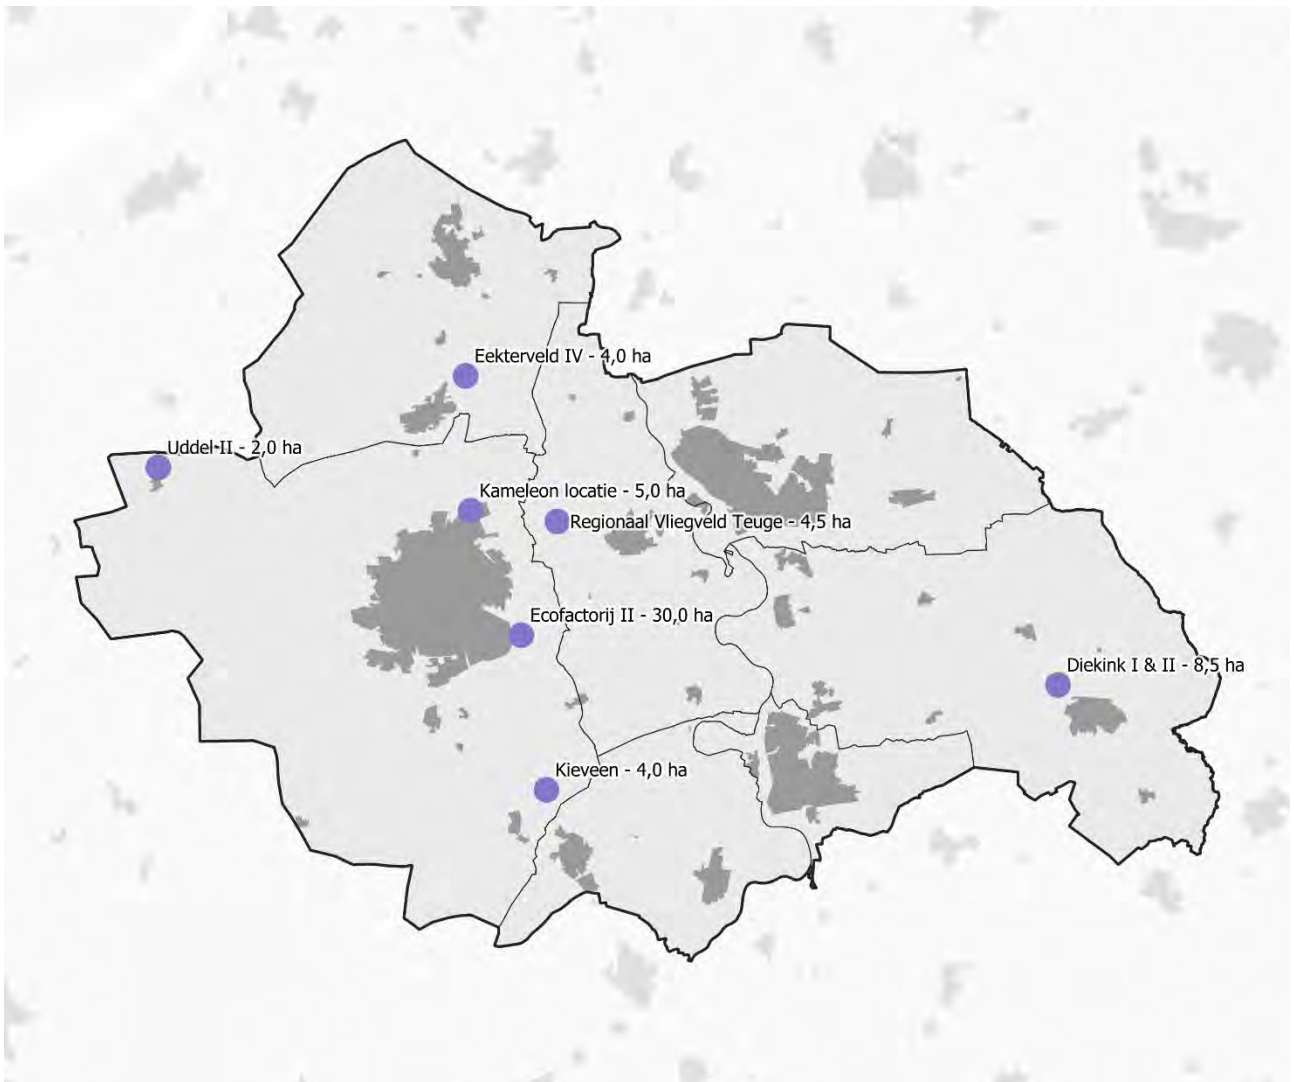 Eekterveld IV - 4,0 ha
Uddel II - 2,0 ha
Kameleon locatie - 5,0 ha
Regionaal Vliegveld Teuge - 4,5 ha
Ecofactorij II - 30,0 ha
Diekink I & II - 8,5 ha
Kieveen - 4,0 ha